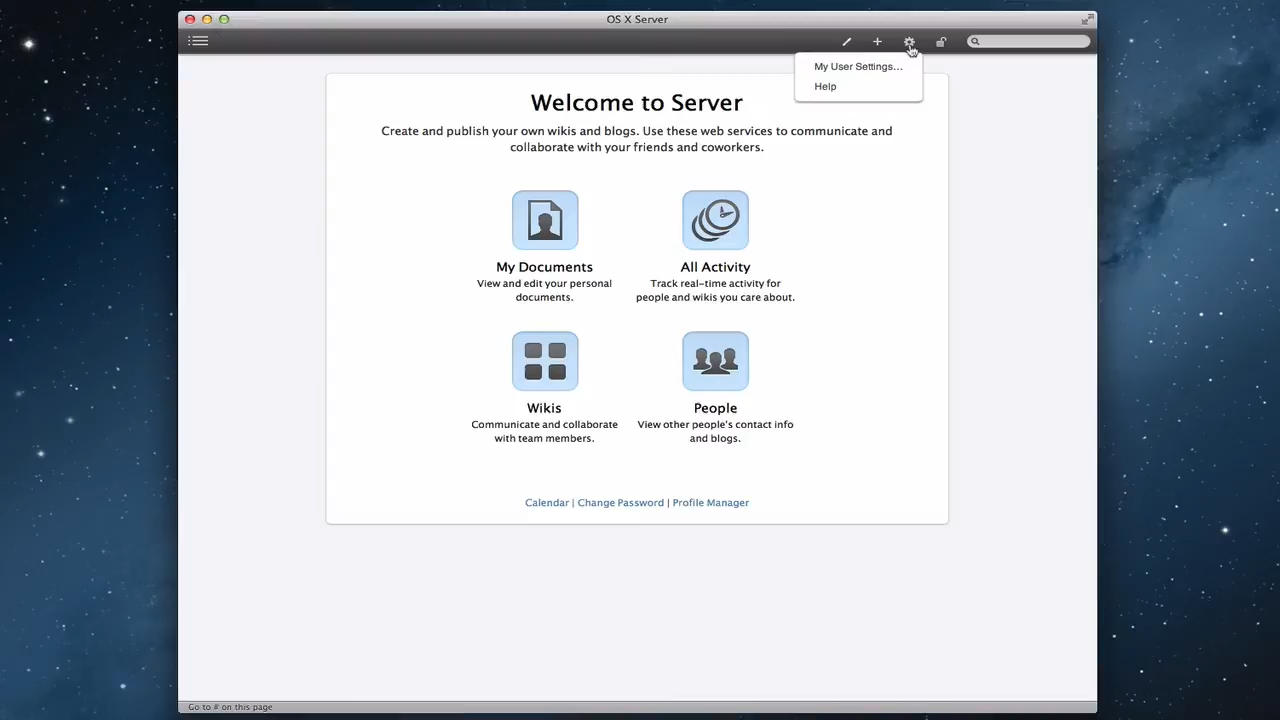 OS X Server
My User Settings...
Help
Welcome to Server
Create and publish your own wikis and blogs. Use these web services to communicate and
collaborate with your friends and coworkers.
My Documents
View and edit your personal
documents.
All Activity
Track real-time activity for
people and wikis you care about.
Wikis
Communicate and collaborate
with team members.
People
View other people's contact info
and blogs.
Calendar | Change Password | Profile Manager
Go to # on this page